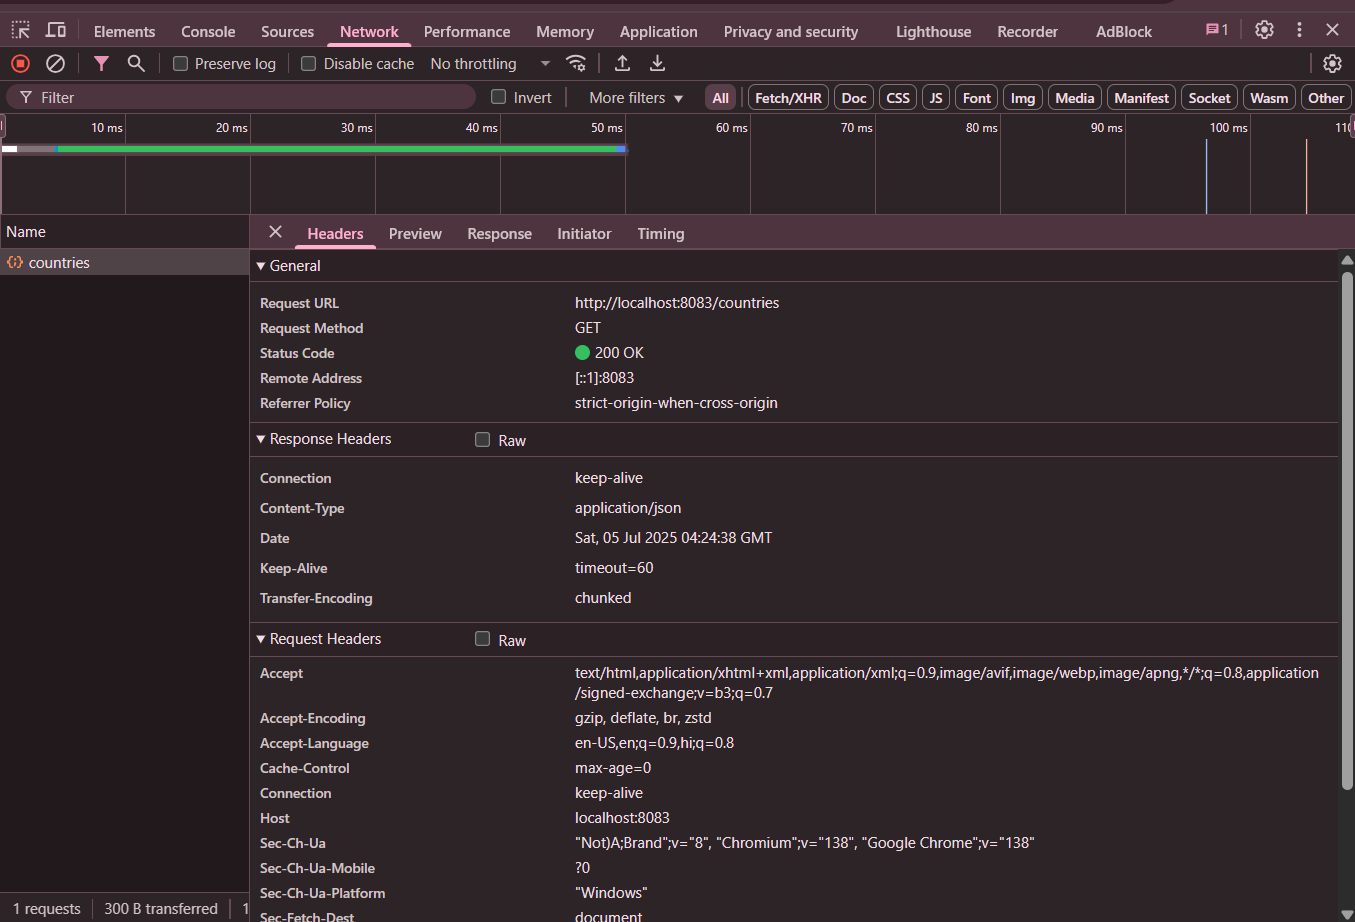 Elements Console Sources Network Performance Memory Application Privacy and security Lighthouse Recorder AdBlock 1
Preserve log Disable cache No throttling
Filter Invert More filters All Fetch/XHR Doc CSS JS Font Img Media Manifest Socket Wasm Other
10 ms 20 ms 30 ms 40 ms 50 ms 60 ms 70 ms 80 ms 90 ms 100 ms
Name
Headers Preview Response Initiator Timing
countries
General
Request URL http://localhost:8083/countries
Request Method GET
Status Code 200 OK
Remote Address [::1]:8083
Referrer Policy strict-origin-when-cross-origin
Response Headers Raw
Connection keep-alive
Content-Type application/json
Date Sat, 05 Jul 2025 04:24:38 GMT
Keep-Alive timeout=60
Transfer-Encoding chunked
Request Headers Raw
Accept text/html,application/xhtml+xml,application/xml;q=0.9,image/avif,image/webp,image/apng,*/*;q=0.8,application
/signed-exchange;v=b3;q=0.7
Accept-Encoding gzip, deflate, br, zstd
Accept-Language en-US,en;q=0.9,hi;q=0.8
Cache-Control max-age=0
Connection keep-alive
Host localhost:8083
Sec-Ch-Ua "Not)A;Brand";v="8", "Chromium";v="138", "Google Chrome";v="138"
Sec-Ch-Ua-Mobile ?0
Sec-Ch-Ua-Platform "Windows"
Sec-Fetch-Dest document
1 requests 300 B transferred